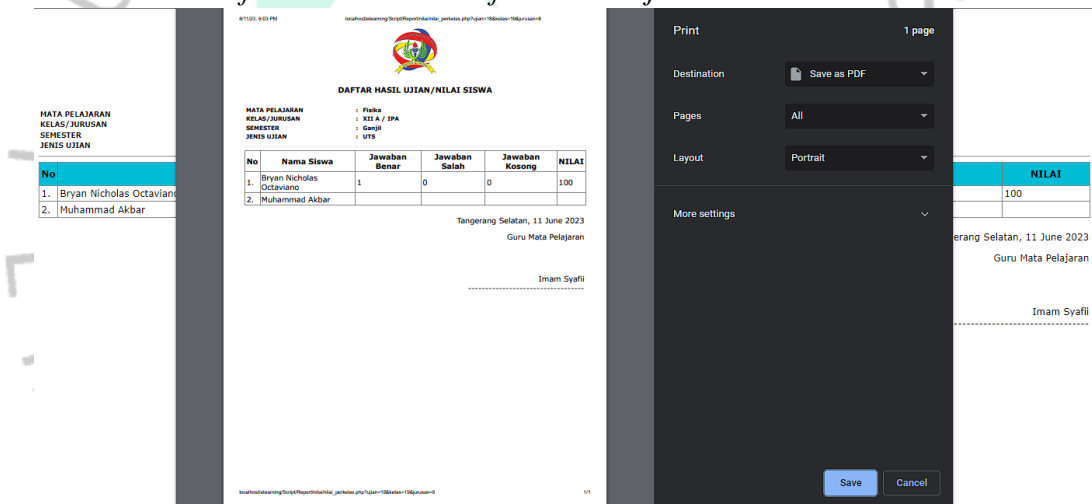 6/11/23, 6:03 PM
localhost/elearning/Script/Report/nilai/nilai_perkelas.php?ujian=18&kelas=19&jurusan=8
DAFTAR HASIL UJIAN/NILAI SISWA
MATA PELAJARAN : Fisika
KELAS/JURUSAN : XII A / IPA
SEMESTER : Ganjil
JENIS UJIAN : UTS
No Nama Siswa Jawaban Benar Jawaban Salah Jawaban Kosong NILAI
1. Bryan Nicholas Octaviano 1 0 0 100
2. Muhammad Akbar
Tangerang Selatan, 11 June 2023
Guru Mata Pelajaran
Imam Syafii
localhost/elearning/Script/Report/nilai/nilai_perkelas.php?ujian=18&kelas=19&jurusan=8
1/1
MATA PELAJARAN
KELAS/JURUSAN
SEMESTER
JENIS UJIAN
No
1. Bryan Nicholas Octaviano
2. Muhammad Akbar
Print 1 page
Destination Save as PDF
Pages All
Layout Portrait
More settings
Save Cancel
NILAI
100
erang Selatan, 11 June 2023
Guru Mata Pelajaran
Imam Syafii